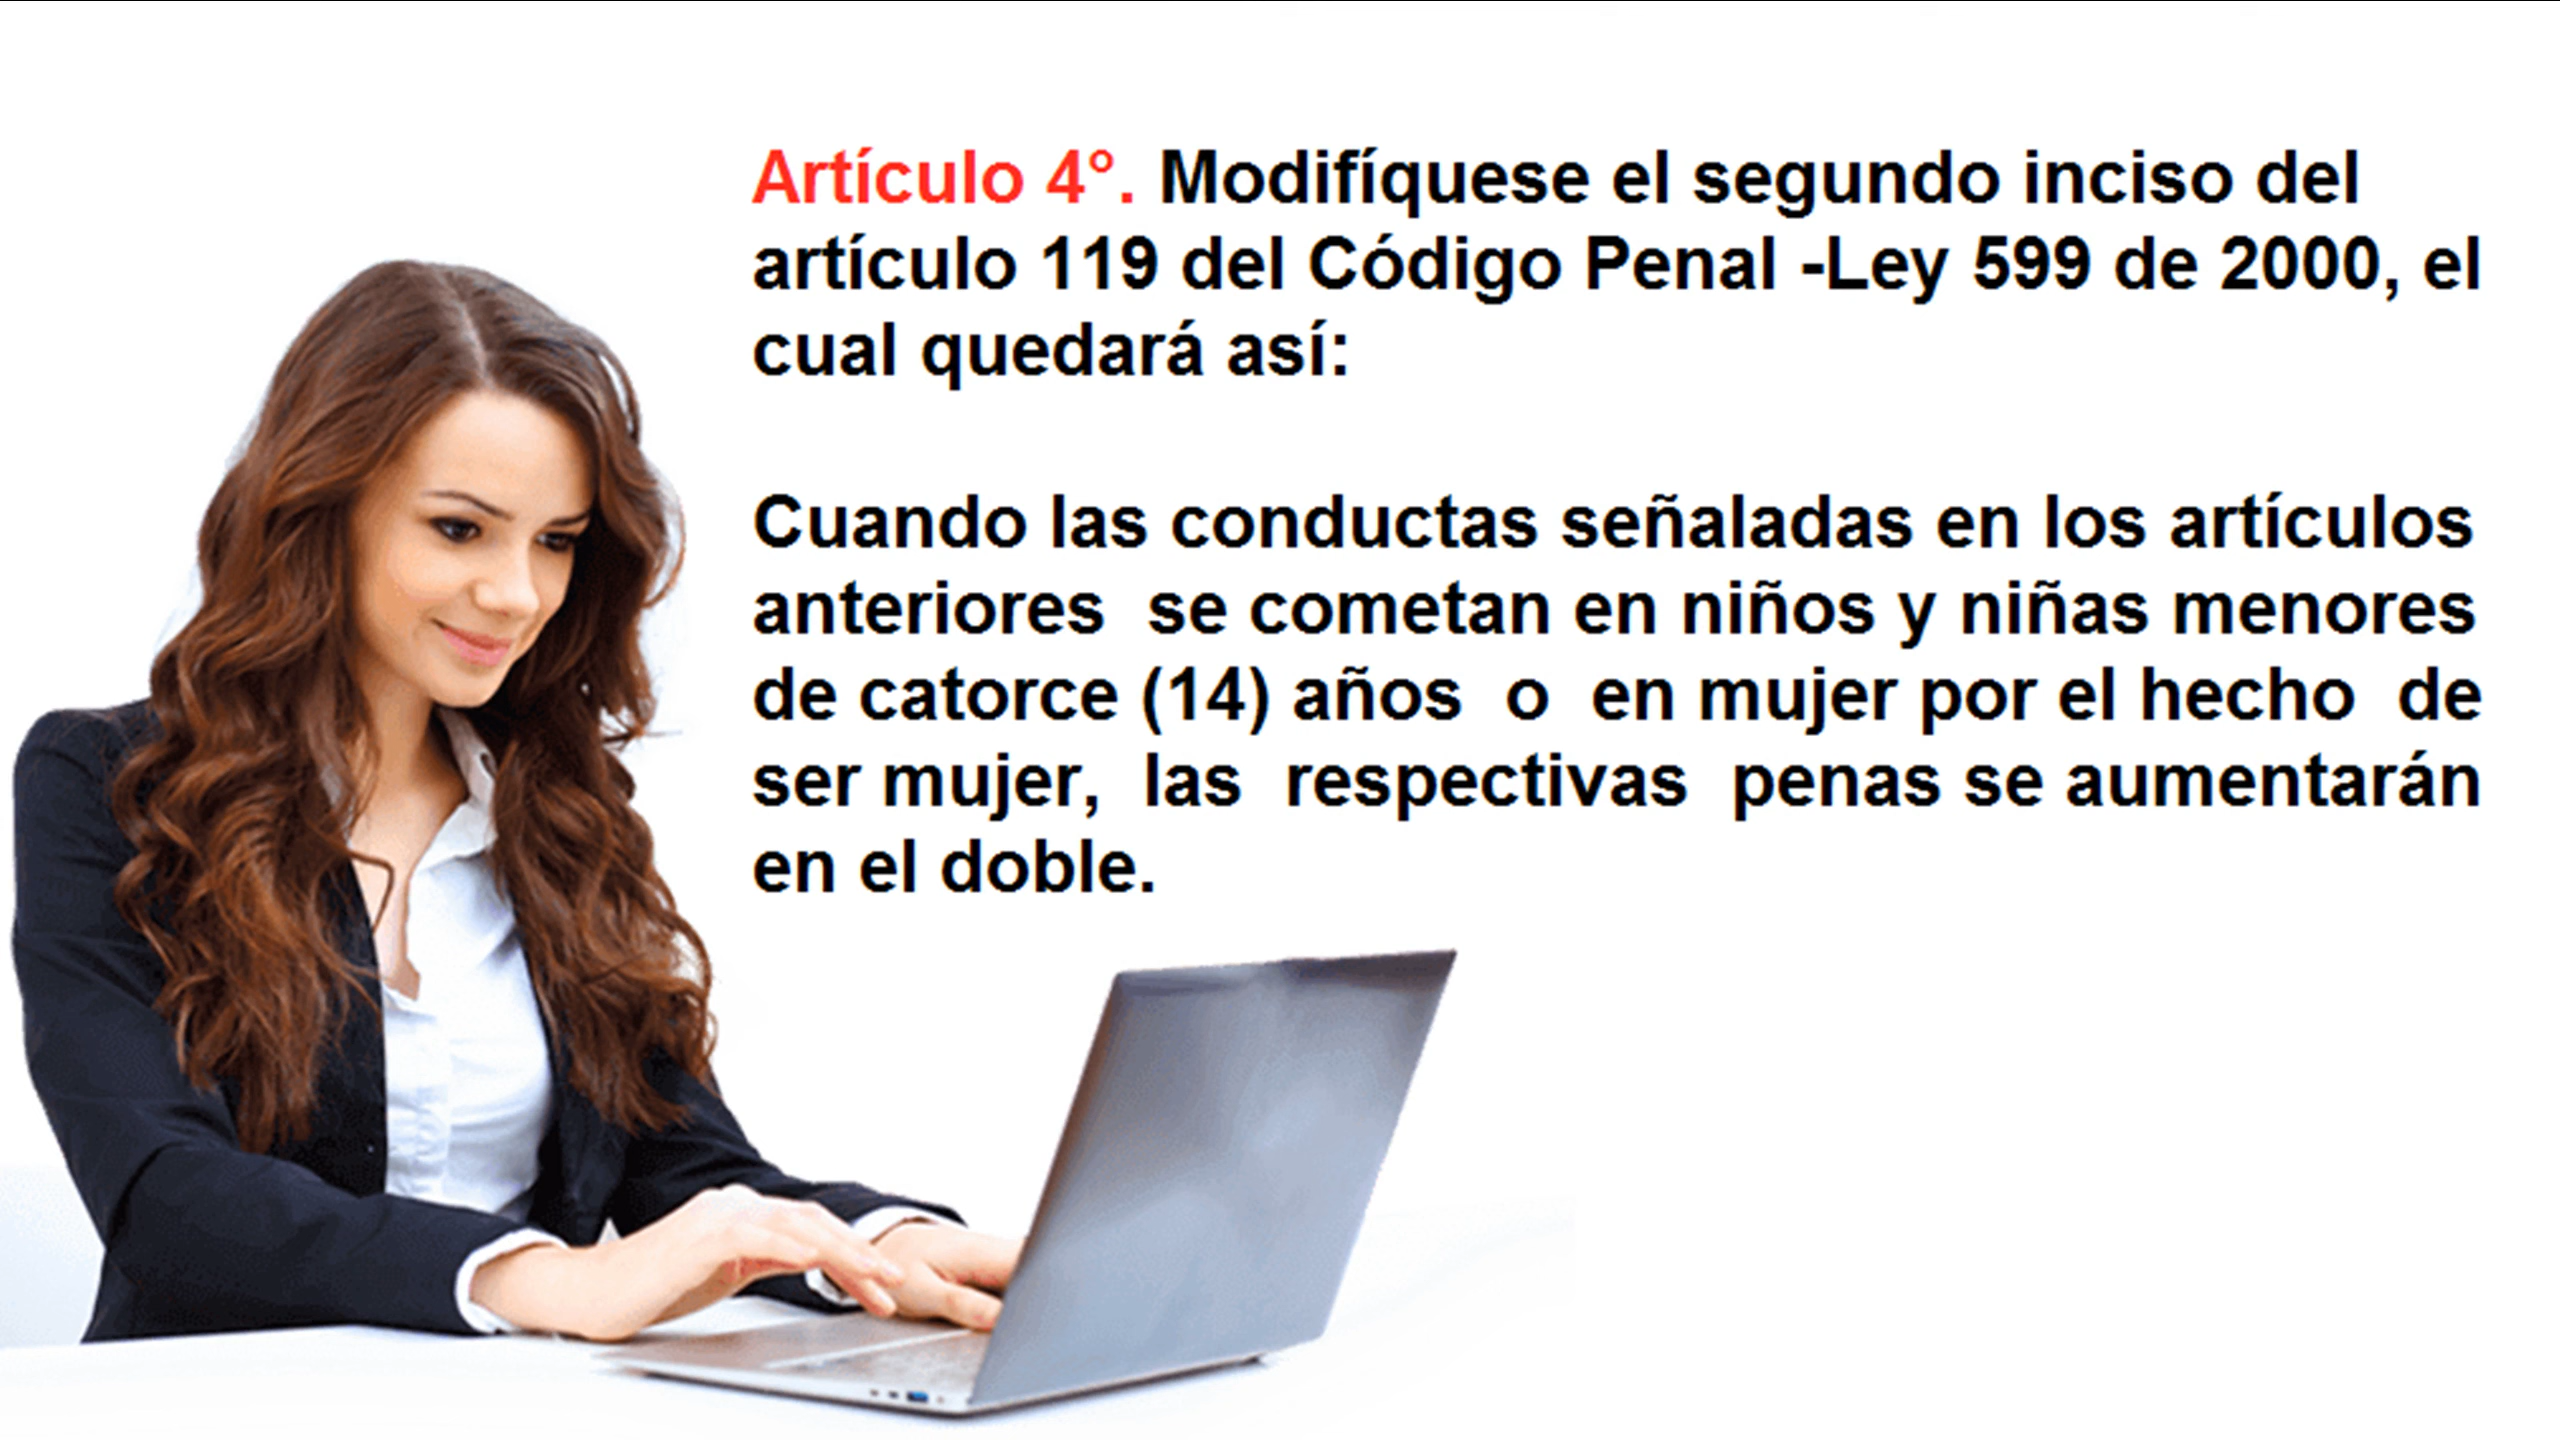 Artículo 4°. Modifíquese el segundo inciso del
artículo 119 del Código Penal -Ley 599 de 2000, el
cual quedará así:
Cuando las conductas señaladas en los artículos
anteriores se cometan en niños y niñas menores
de catorce (14) años o en mujer por el hecho de
ser mujer, las respectivas penas se aumentarán
en el doble.